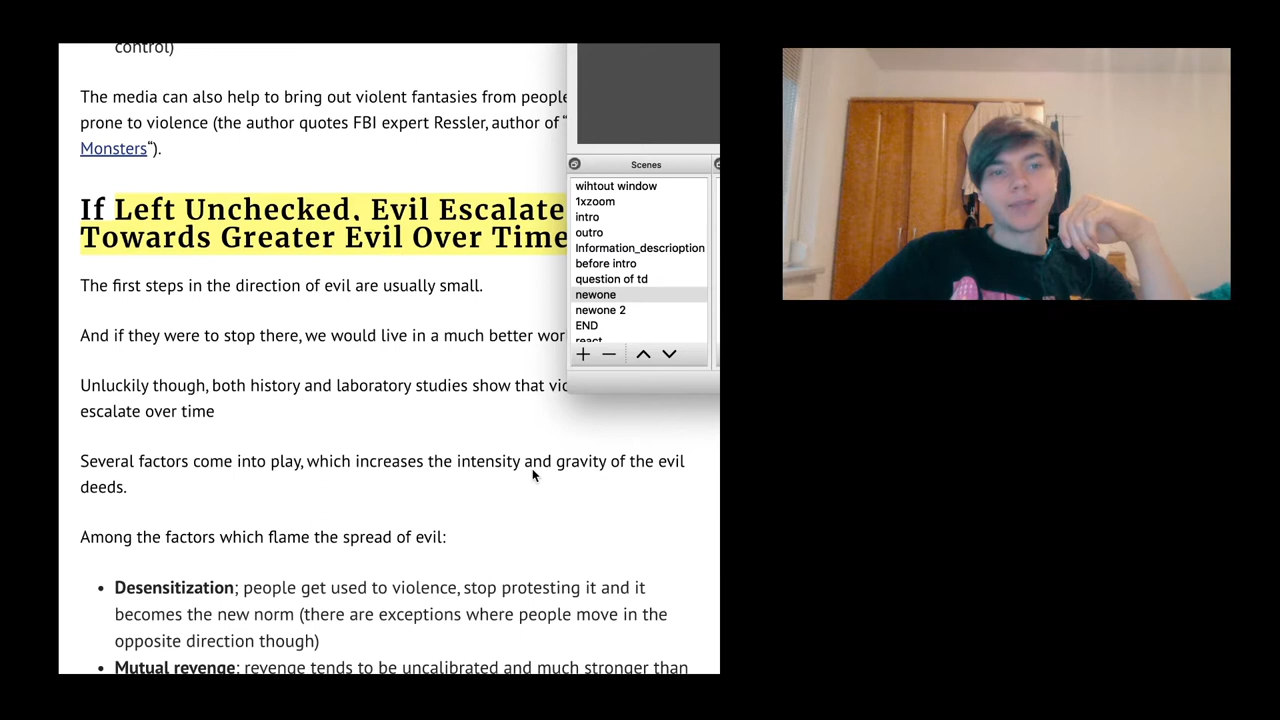 control)
The media can also help to bring out violent fantasies from people
prone to violence (the author quotes FBI expert Ressler, author of “
Monsters“).
If Left Unchecked, Evil Escalate
Towards Greater Evil Over Time
The first steps in the direction of evil are usually small.
And if they were to stop there, we would live in a much better wor
Unluckily though, both history and laboratory studies show that vio
escalate over time
Several factors come into play, which increases the intensity and gravity of the evil
deeds.
Among the factors which flame the spread of evil:
• Desensitization; people get used to violence, stop protesting it and it
becomes the new norm (there are exceptions where people move in the
opposite direction though)
• Mutual revenge: revenge tends to be uncalibrated and much stronger than
Scenes
wihtout window
1xzoom
intro
outro
Information_descrioption
before intro
question of td
newone
newone 2
END
react